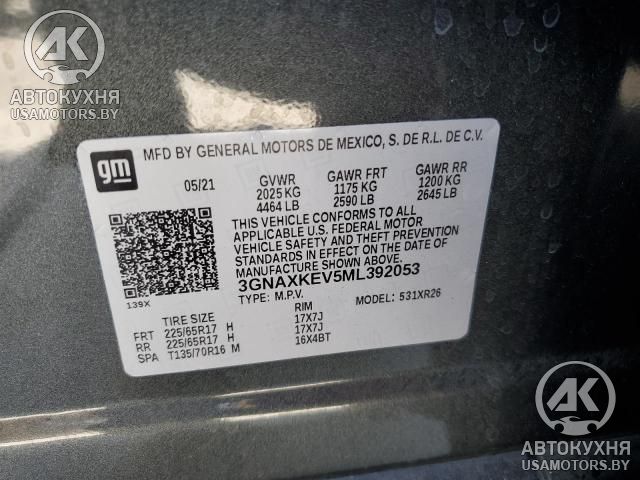 AK
АВТОКУХНЯ
USAMOTORS.BY
gm
MFD BY GENERAL MOTORS DE MEXICO, S. DE R.L. DE C.V.
05/21 GVWR GAWR FRT GAWR RR
2025 KG 1175 KG 1200 KG
4464 LB 2590 LB 2645 LB
THIS VEHICLE CONFORMS TO ALL
APPLICABLE U.S. FEDERAL MOTOR
VEHICLE SAFETY AND THEFT PREVENTION
STANDARDS IN EFFECT ON THE DATE OF
MANUFACTURE SHOWN ABOVE.
3GNAXKEV5ML392053
139X TYPE: M.P.V. MODEL: 531XR26
TIRE SIZE RIM
FRT 225/65R17 H 17X7J
RR 225/65R17 H 17X7J
SPA T135/70R16 M 16X4BT
AK
АВТОКУХНЯ
USAMOTORS.BY